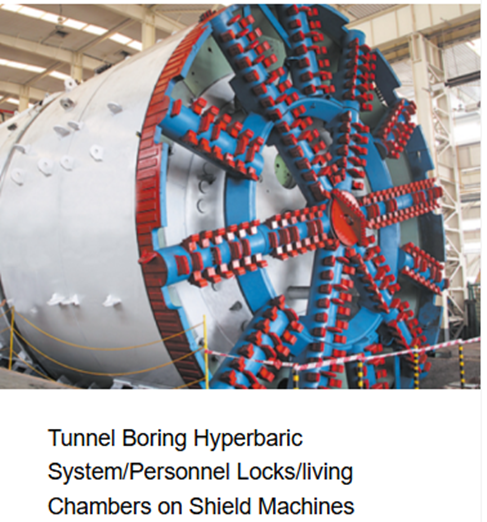 Tunnel Boring Hyperbaric
System/Personnel Locks/living
Chambers on Shield Machines